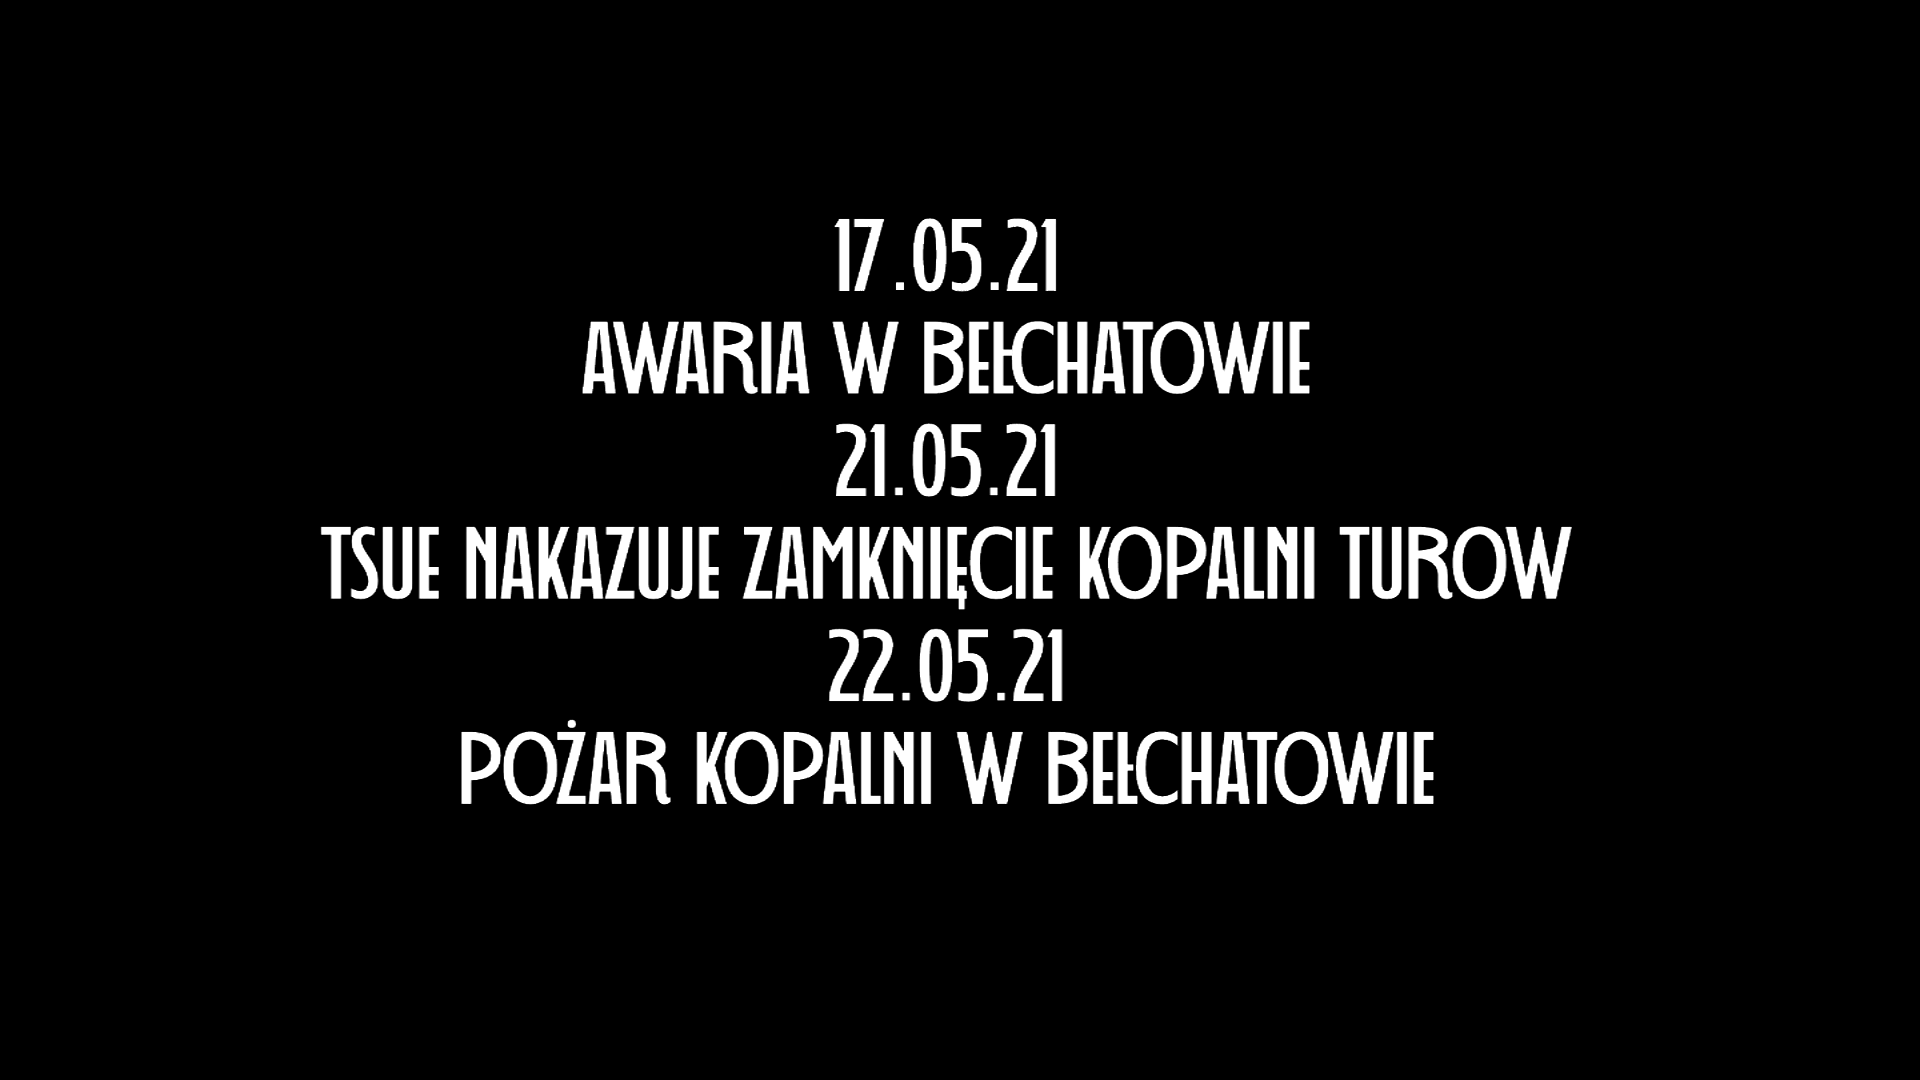 17.05.21
AWARIA W BEŁCHATOWIE
21.05.21
TSUE NAKAZUJE ZAMKNIĘCIE KOPALNI TUROW
22.05.21
POŻAR KOPALNI W BEŁCHATOWIE